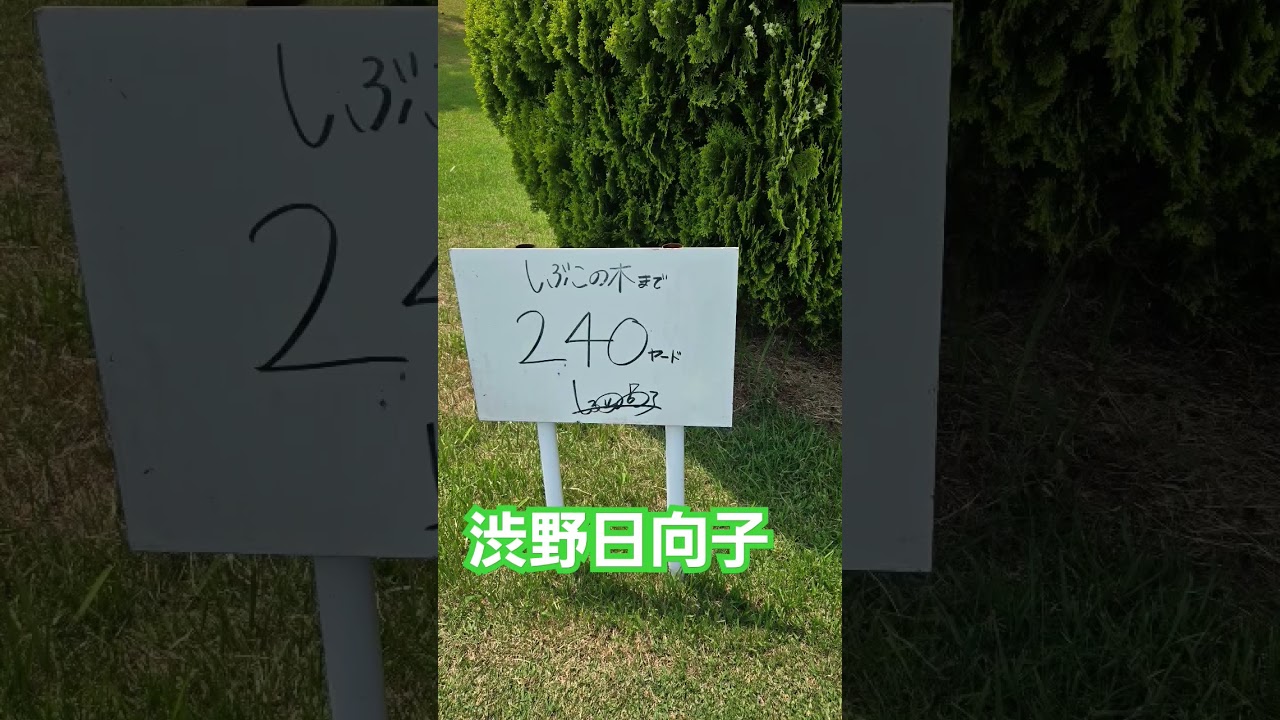 しぶこの木まで
240ヤード
渋野日向子